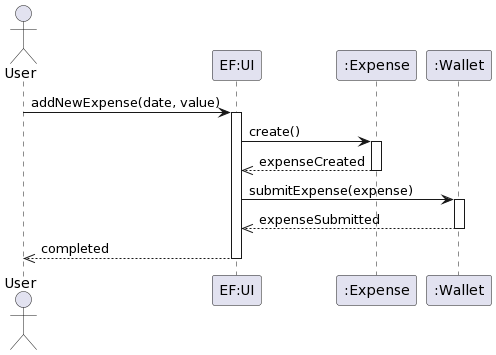 User
EF:UI
:Expense
:Wallet
addNewExpense(date, value)
create()
expenseCreated
submitExpense(expense)
expenseSubmitted
completed
User
EF:UI
:Expense
:Wallet